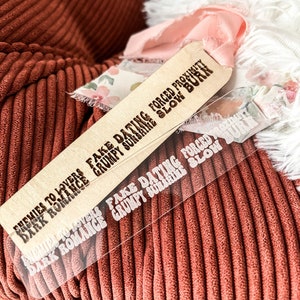 ENEMIES TO LOVERS
DARK ROMANCE
FAKE DATING
GRUMPY SUNSHINE
FORCED PROXIMITY
SLOW BURN
ENEMIES TO LOVERS
DARK ROMANCE
FAKE DATING
GRUMPY SUNSHINE
FORCED
SLOW BURN